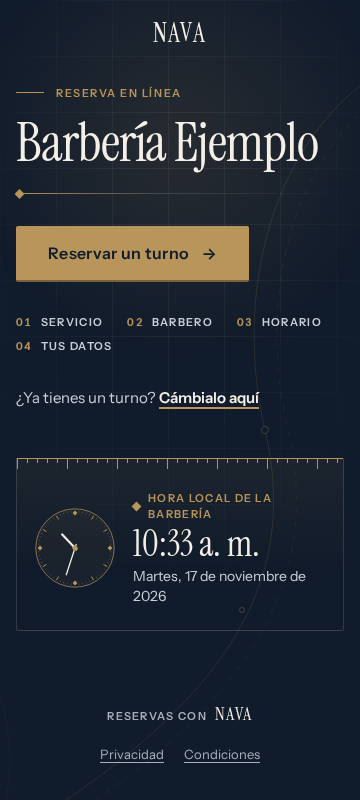 NAVA
RESERVA EN LÍNEA
Barbería Ejemplo
Reservar un turno →
01 SERVICIO 02 BARBERO 03 HORARIO
04 TUS DATOS
¿Ya tienes un turno? Cámbialo aquí
HORA LOCAL DE LA
BARBERÍA
10:33 a. m.
Martes, 17 de noviembre de
2026
RESERVAS CON NAVA
Privacidad Condiciones